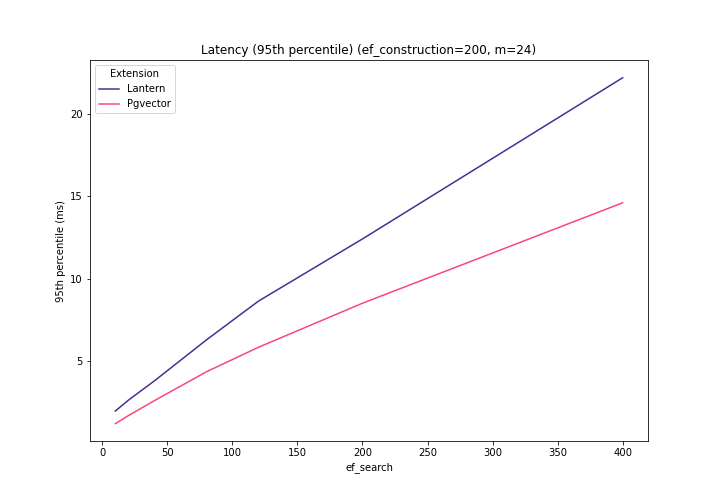 Latency (95th percentile) (ef_construction=200, m=24)
Extension
Lantern
Pgvector
95th percentile (ms)
20
15
10
5
0 50 100 150 200 250 300 350 400
ef_search